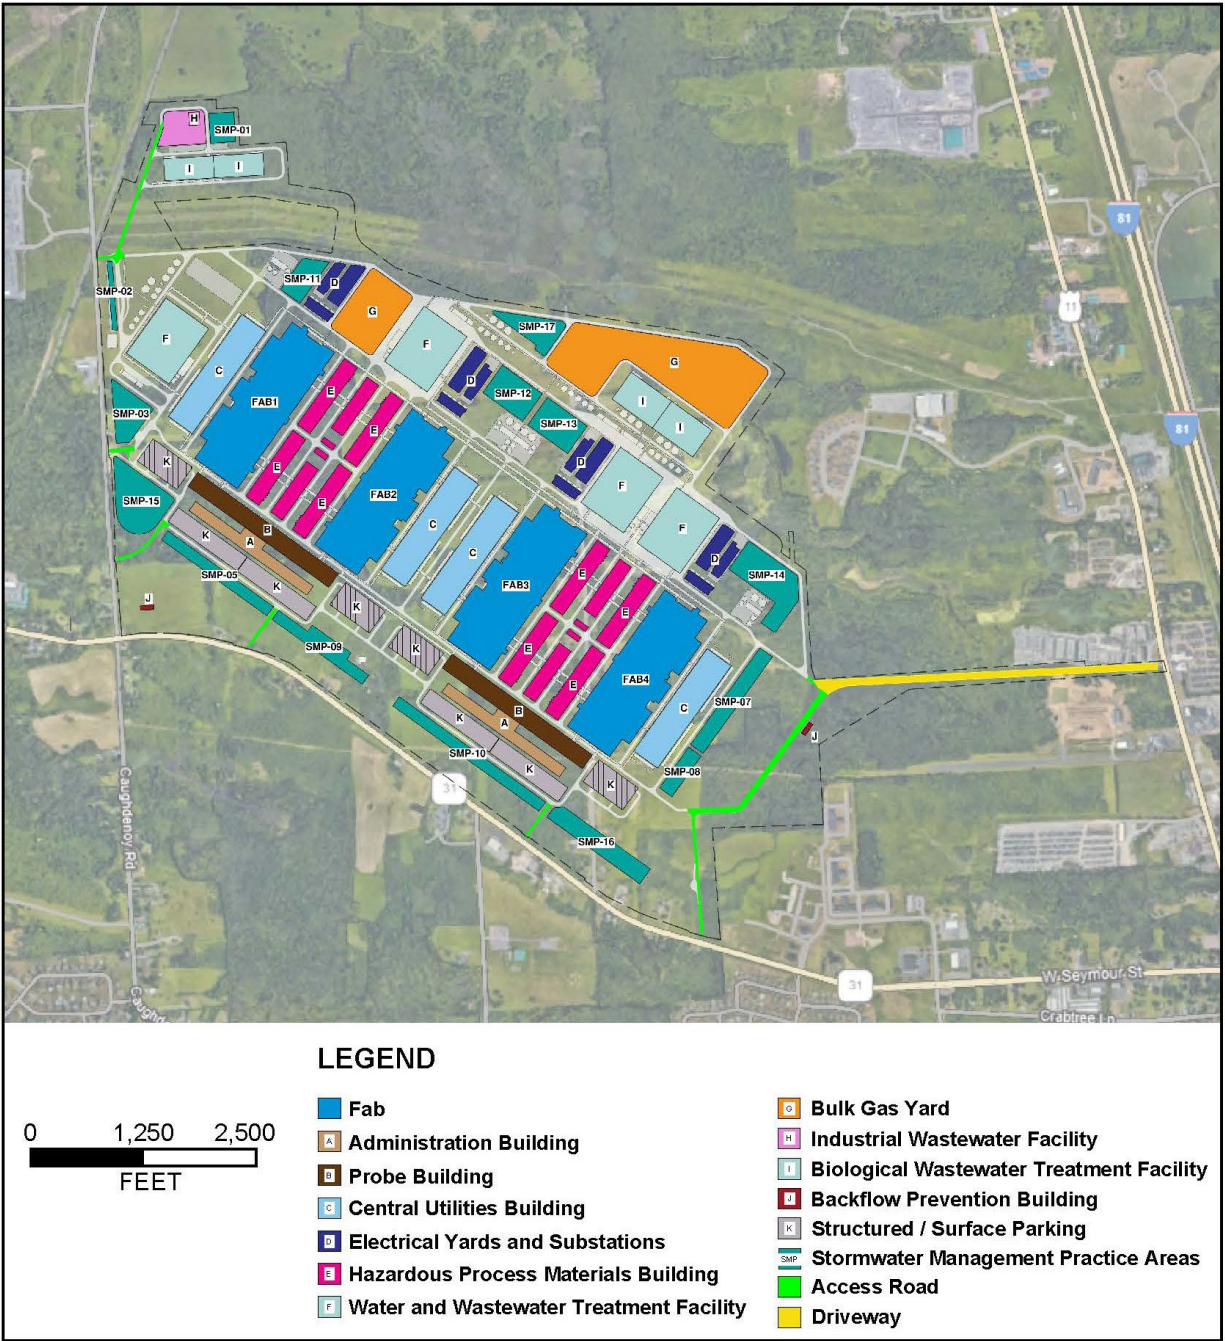 H
SMP-01
I
I
81
SMP-02
SMP-11
D
G
11
F
C
F
SMP-17
G
D
SMP-12
I
SMP-03
FAB1
E
E
SMP-13
I
81
K
E
D
SMP-15
FAB2
F
E
C
K
B
C
F
A
D
SMP-05
K
FAB3
E
SMP-14
J
K
E
SMP-09
K
E
FAB4
E
B
C
SMP-07
K
A
J
SMP-10
K
K
SMP-08
31
SMP-16
Caughdenoy Rd
W Seymour St
31
Caughd
Crabtree Ln
LEGEND
0 1,250 2,500
FEET
Fab
A Administration Building
B Probe Building
C Central Utilities Building
D Electrical Yards and Substations
E Hazardous Process Materials Building
F Water and Wastewater Treatment Facility
G Bulk Gas Yard
H Industrial Wastewater Facility
I Biological Wastewater Treatment Facility
J Backflow Prevention Building
K Structured / Surface Parking
SMP Stormwater Management Practice Areas
Access Road
Driveway